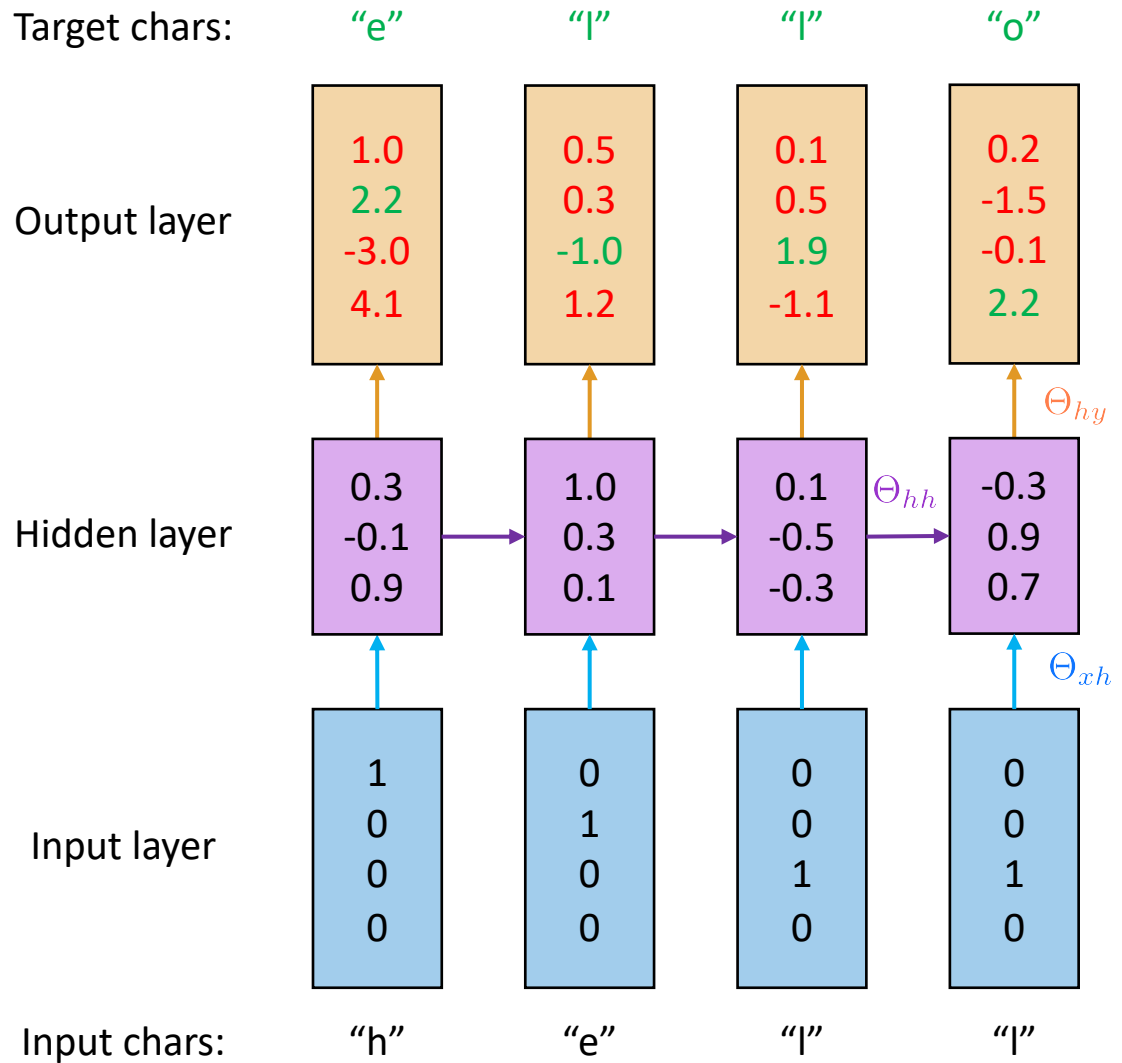 Target chars: “e” “l” “l” “o”
1.0 0.5 0.1 0.2
2.2 0.3 0.5 -1.5
Output layer
-3.0 -1.0 1.9 -0.1
4.1 1.2 -1.1 2.2
Θhy
0.3 1.0 0.1 Θhh -0.3
Hidden layer -0.1 0.3 -0.5 0.9
0.9 0.1 -0.3 0.7
Θxh
1 0 0 0
0 1 0 0
Input layer
0 0 1 1
0 0 0 0
Input chars: “h” “e” “l” “l”